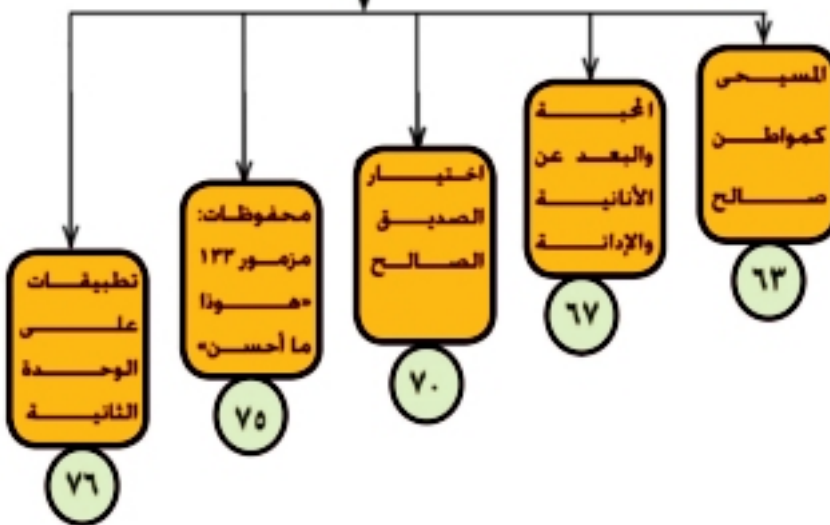 المسيحى
كمواطن
صالح
٦٣
المحبة
والبعد عن
الأنانية
والإدانة
٦٧
اختيار
الصديق
الصالح
٧٠
محفوظات:
مزمور ١٣٣
«هوذا
ما أحسن»
٧٥
تطبيقات
على
الوحدة
الثانية
٧٦